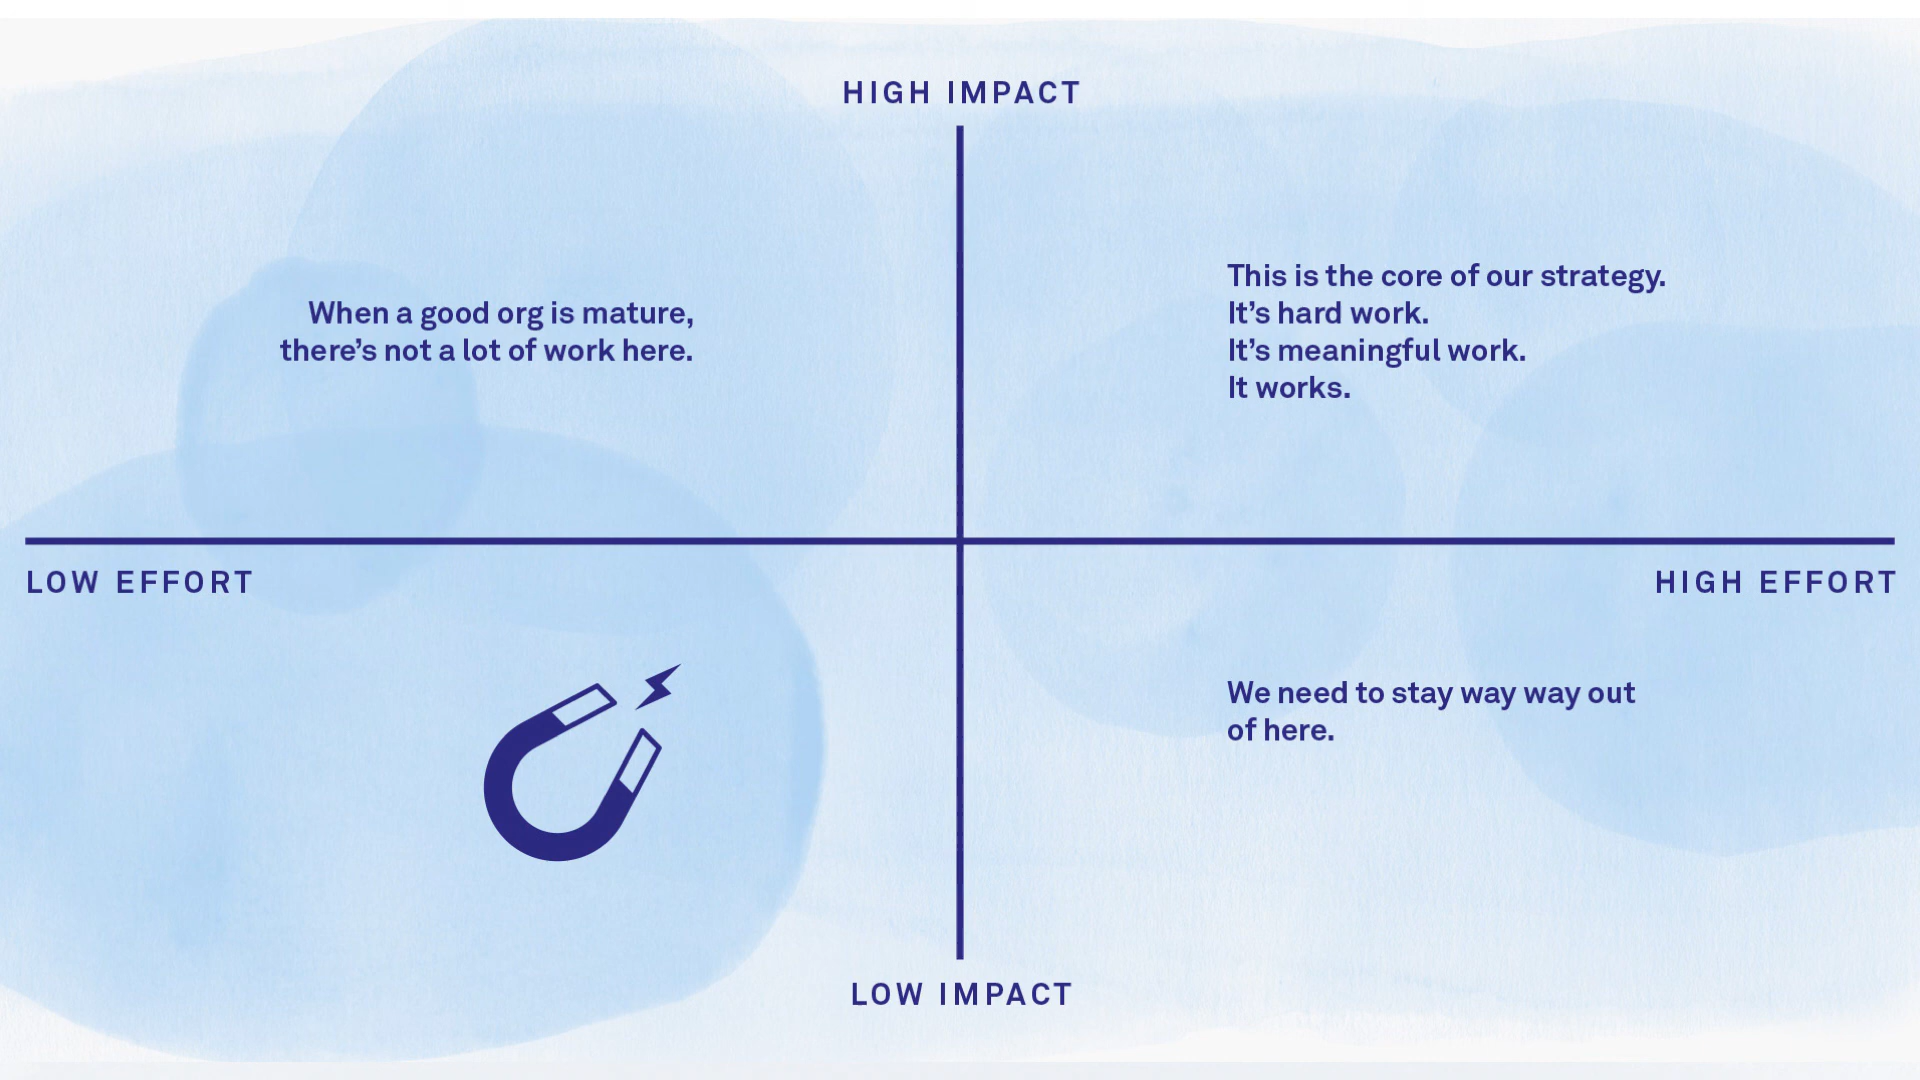 HIGH IMPACT
When a good org is mature,
there’s not a lot of work here.
This is the core of our strategy.
It’s hard work.
It’s meaningful work.
It works.
LOW EFFORT
HIGH EFFORT
We need to stay way way out
of here.
LOW IMPACT